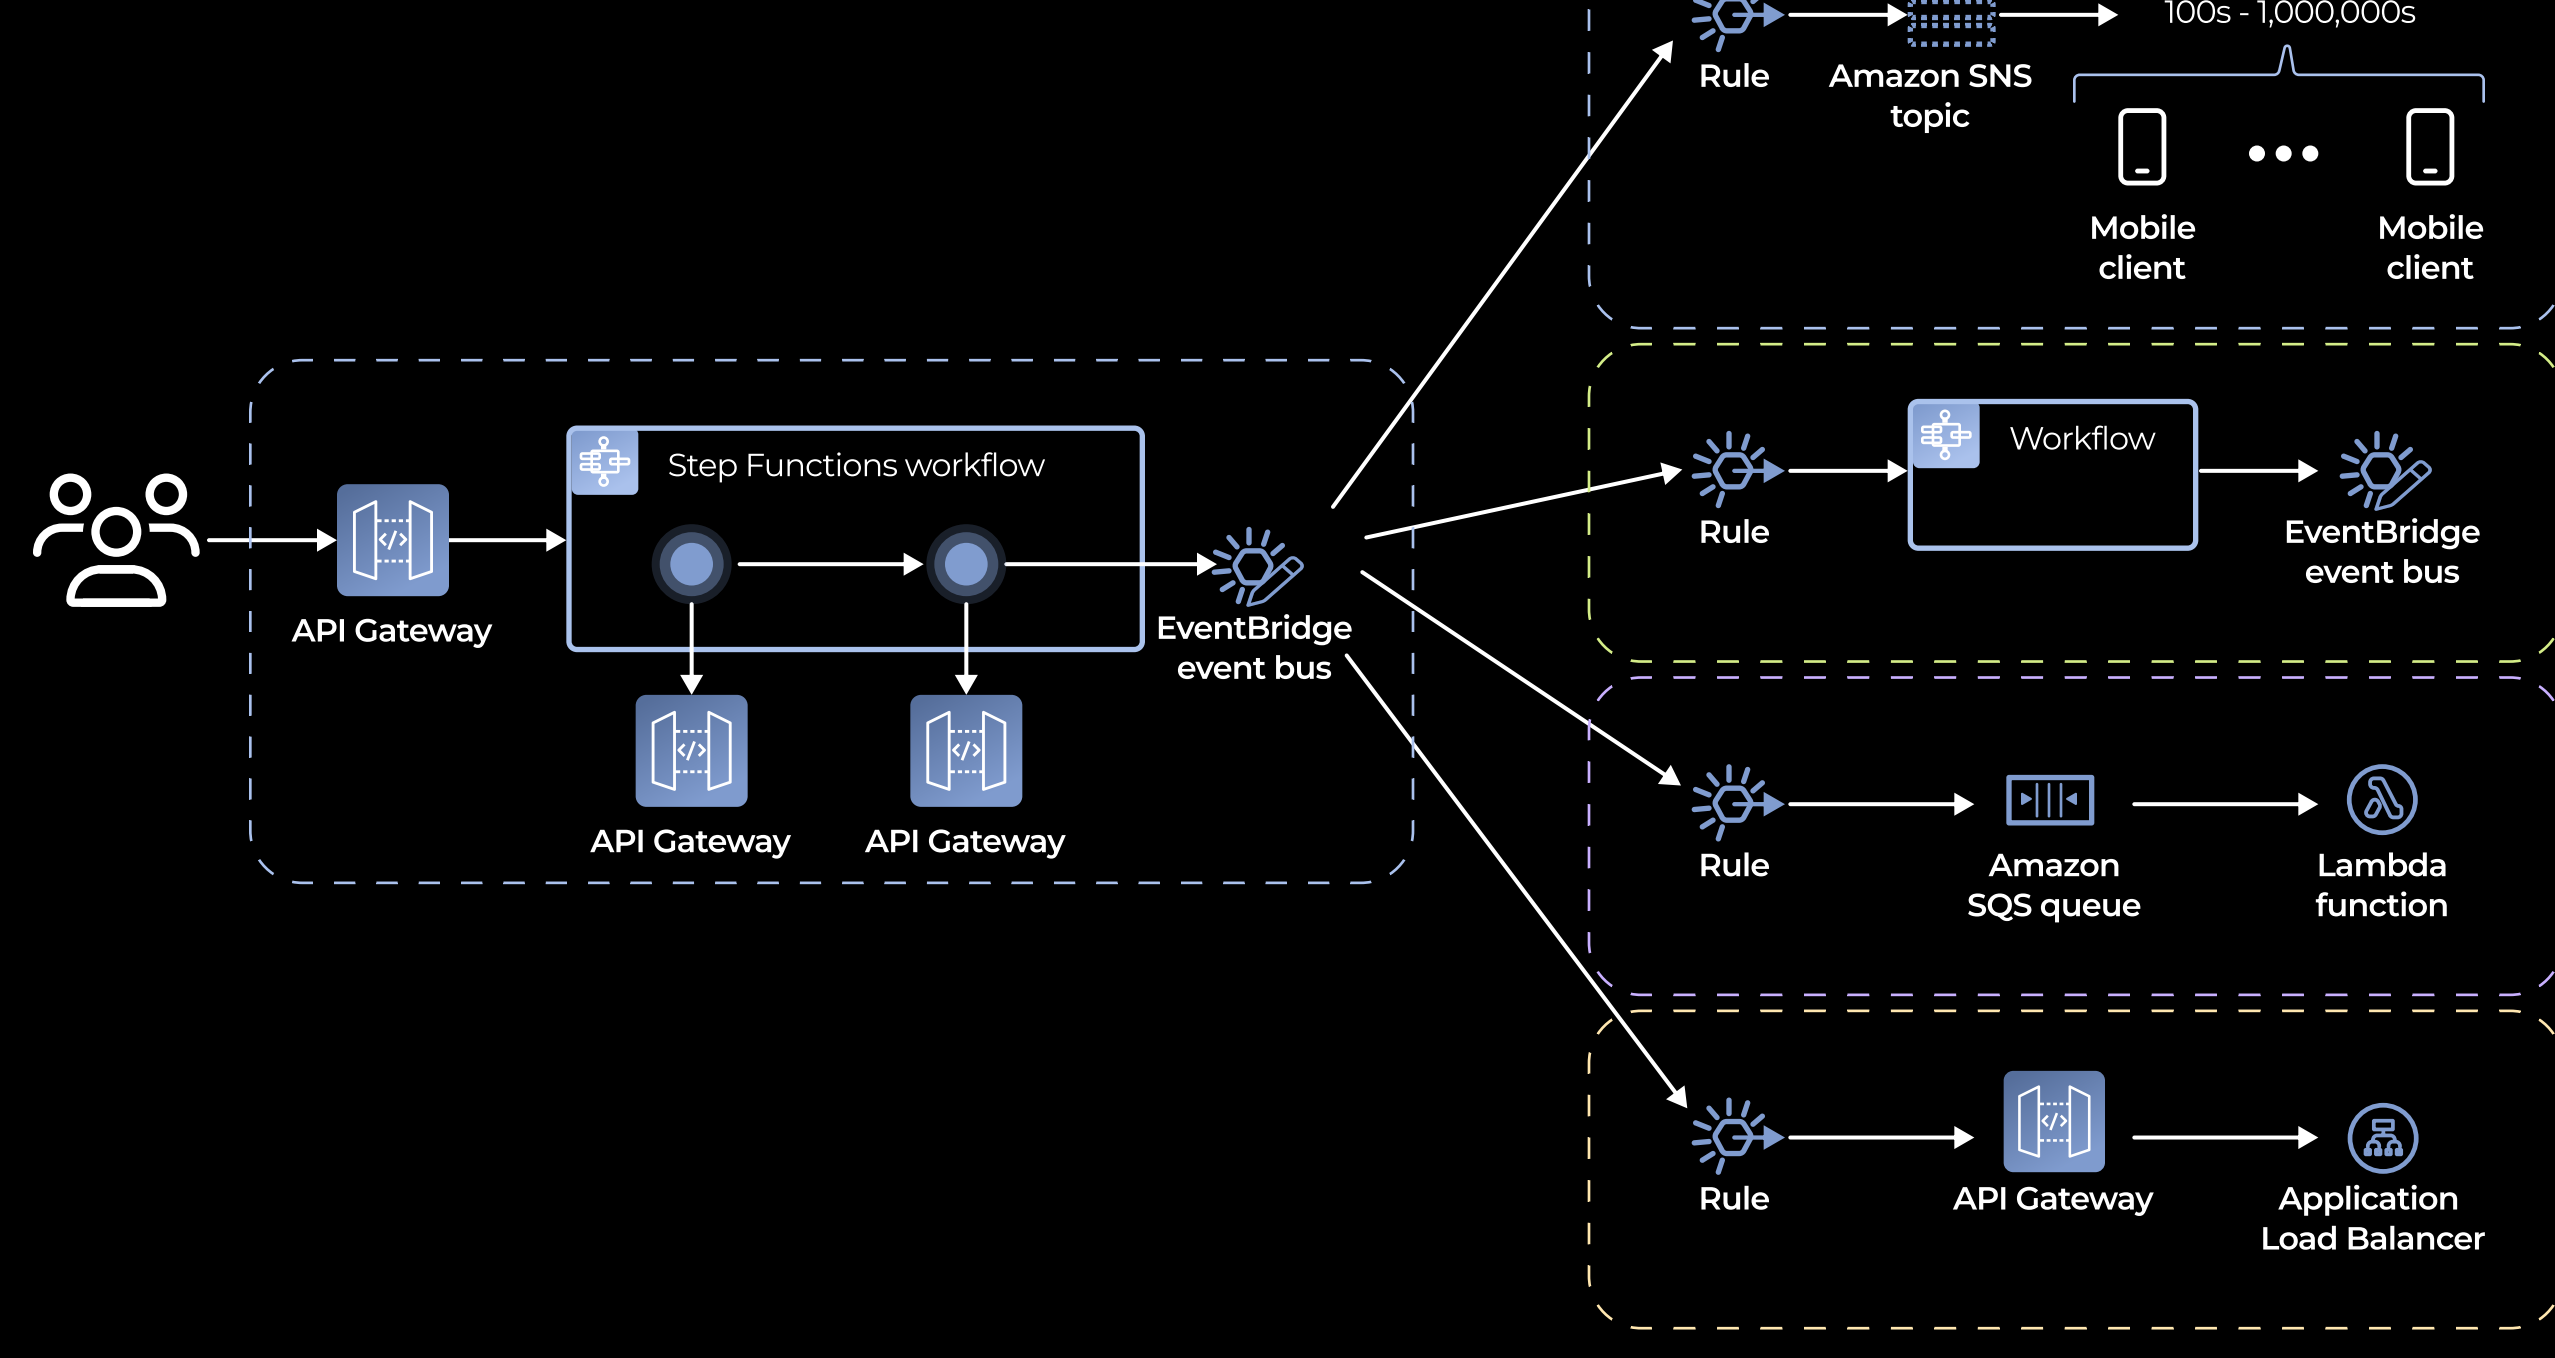 100s - 1,000,000s
Rule
Amazon SNS
topic
Mobile
client
Mobile
client
Step Functions workflow
API Gateway
EventBridge
event bus
API Gateway
API Gateway
Rule
Workflow
EventBridge
event bus
Rule
Amazon
SQS queue
Lambda
function
Rule
API Gateway
Application
Load Balancer